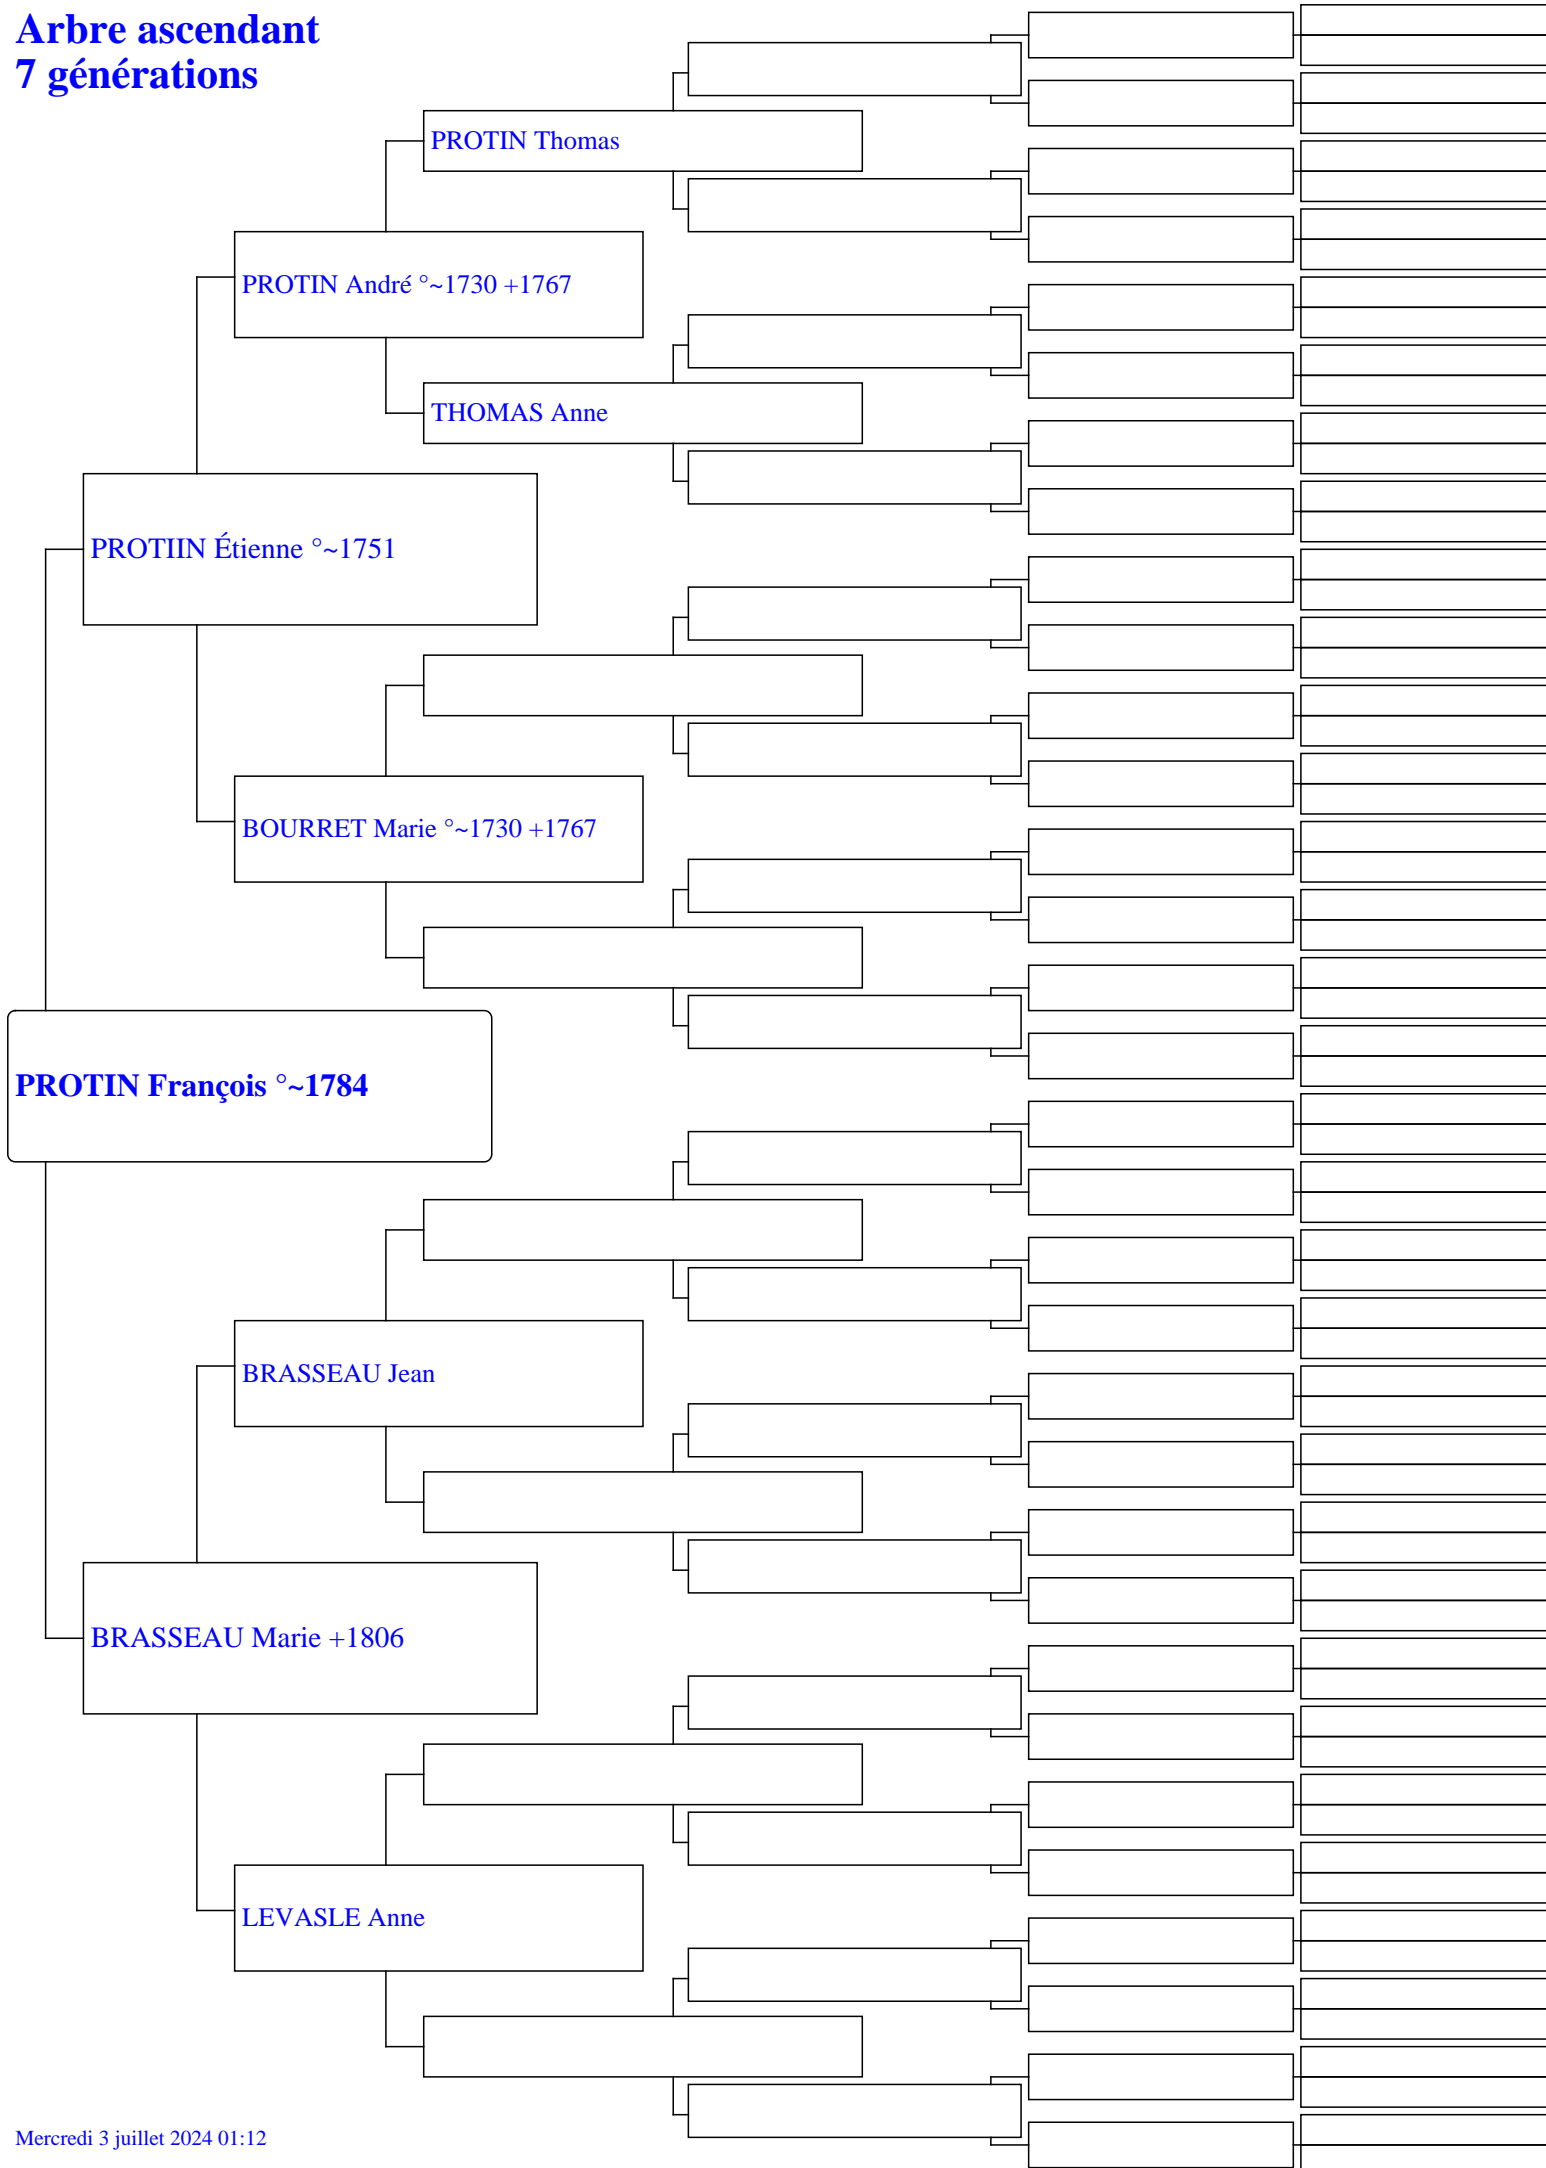 Arbre ascendant
7 générations
PROTIN Thomas
PROTIN André °~1730 +1767
THOMAS Anne
PROTIIN Étienne °~1751
BOURRET Marie °~1730 +1767
PROTIN François °~1784
BRASSEAU Jean
BRASSEAU Marie +1806
LEVASLE Anne
Mercredi 3 juillet 2024 01:12